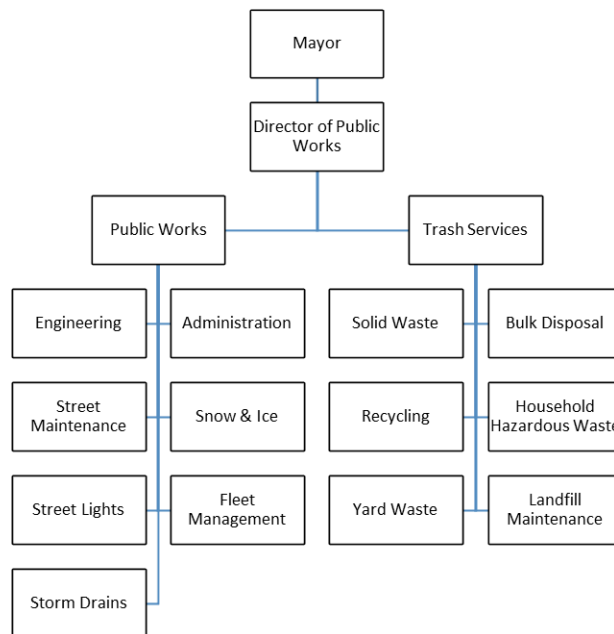 Mayor
Director of Public
Works
Public Works
Trash Services
Engineering
Administration
Solid Waste
Bulk Disposal
Street
Maintenance
Snow & Ice
Recycling
Household
Hazardous Waste
Street Lights
Fleet
Management
Yard Waste
Landfill
Maintenance
Storm Drains